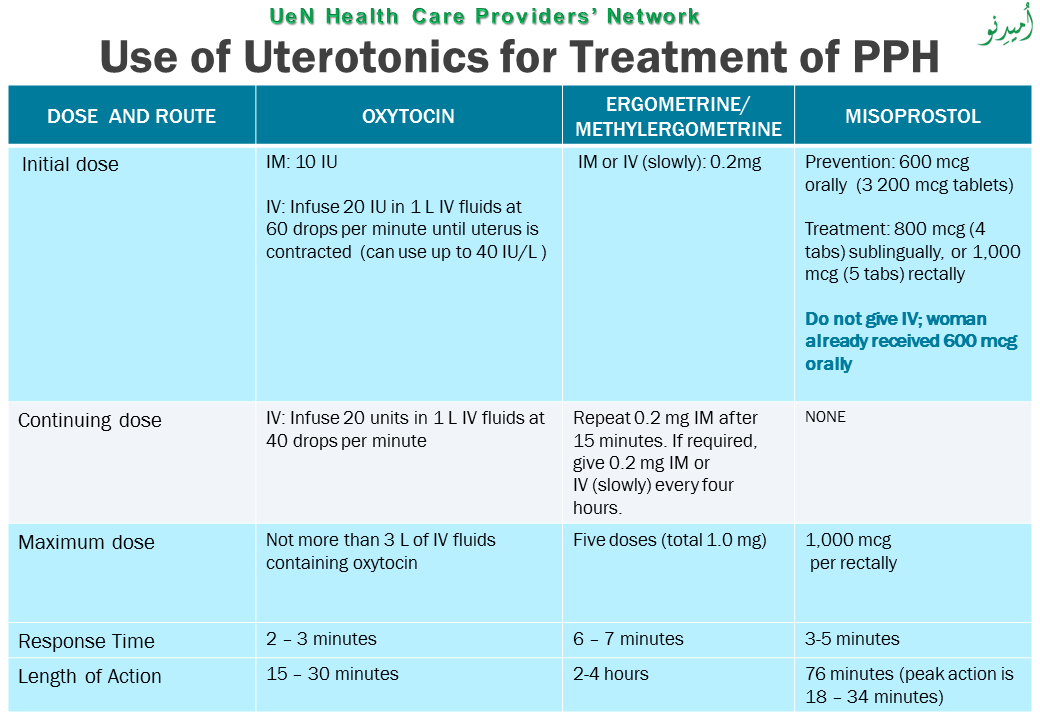 UeN Health Care Providers’ Network
أُميدِنو
Use of Uterotonics for Treatment of PPH
DOSE AND ROUTE
OXYTOCIN
ERGOMETRINE/
METHYLERGOMETRINE
MISOPROSTOL
Initial dose
IM: 10 IU
IV: Infuse 20 IU in 1 L IV fluids at
60 drops per minute until uterus is
contracted (can use up to 40 IU/L )
IM or IV (slowly): 0.2mg
Prevention: 600 mcg
orally (3 200 mcg tablets)
Treatment: 800 mcg (4
tabs) sublingually, or 1,000
mcg (5 tabs) rectally
Do not give IV; woman
already received 600 mcg
orally
Continuing dose
IV: Infuse 20 units in 1 L IV fluids at
40 drops per minute
Repeat 0.2 mg IM after
15 minutes. If required,
give 0.2 mg IM or
IV (slowly) every four
hours.
NONE
Maximum dose
Not more than 3 L of IV fluids
containing oxytocin
Five doses (total 1.0 mg)
1,000 mcg
per rectally
Response Time
2 – 3 minutes
6 – 7 minutes
3-5 minutes
Length of Action
15 – 30 minutes
2-4 hours
76 minutes (peak action is
18 – 34 minutes)